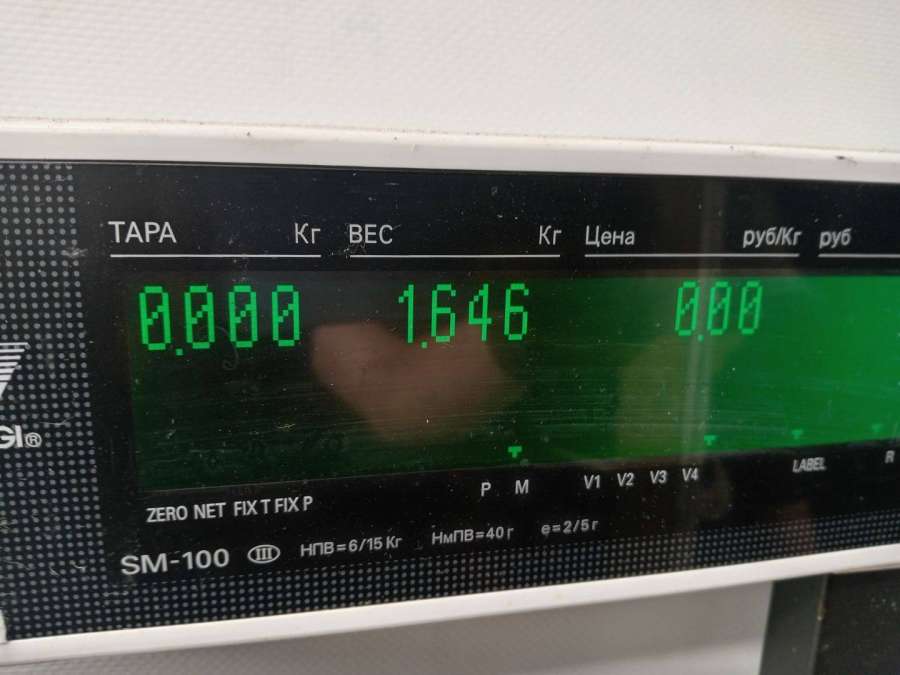 ТАРА Кг ВЕС Кг Цена руб/Кг руб
0.000 1.646 0.00
P M V1 V2 V3 V4 LABEL R
GI®
ZERO NET FIX T FIX P
SM-100 III НПВ=6/15 Кг НмПВ=40 г e=2/5 г